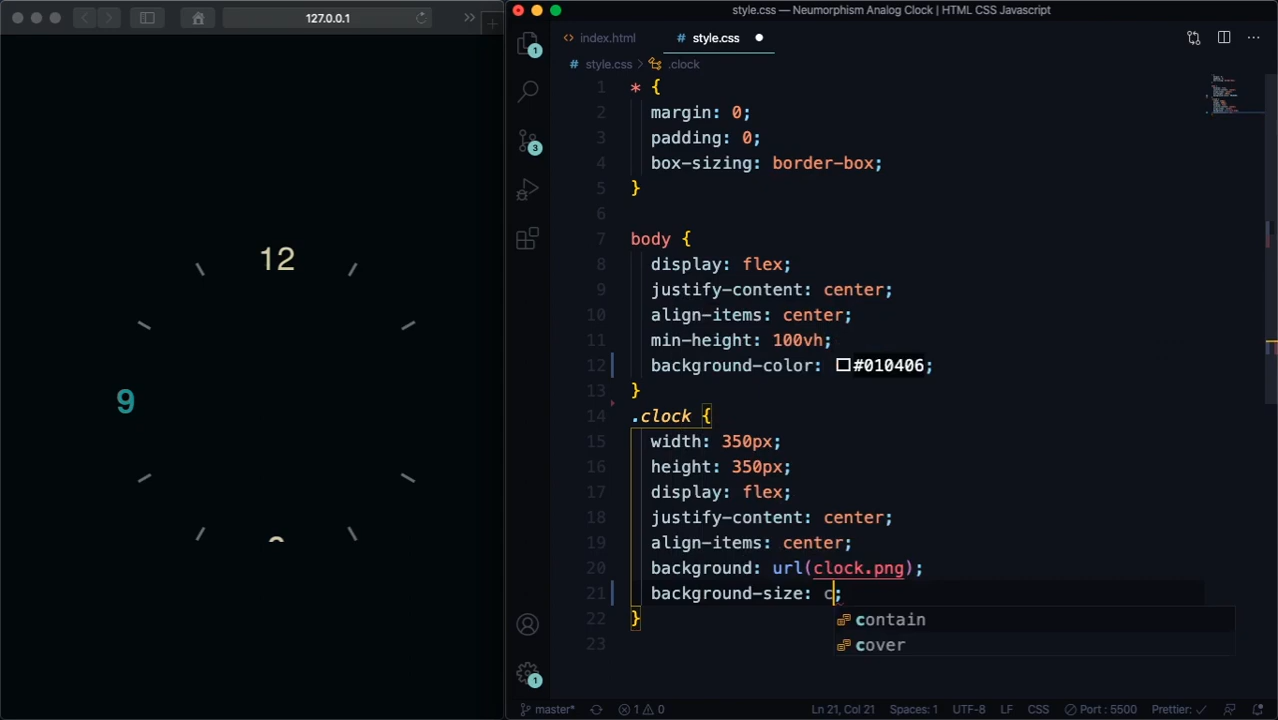 127.0.0.1
12
9
style.css — Neumorphism Analog Clock | HTML CSS Javascript
index.html
# style.css
# style.css > .clock
1 * {
2 margin: 0;
3 padding: 0;
4 box-sizing: border-box;
5 }
6
7 body {
8 display: flex;
9 justify-content: center;
10 align-items: center;
11 min-height: 100vh;
12 background-color: #010406;
13 }
14 .clock {
15 width: 350px;
16 height: 350px;
17 display: flex;
18 justify-content: center;
19 align-items: center;
20 background: url(clock.png);
21 background-size: c;
contain
22 }
cover
23
1
3
1
master*
1 0
Ln 21, Col 21
Spaces: 1
UTF-8
LF
CSS
Port : 5500
Prettier: ✓